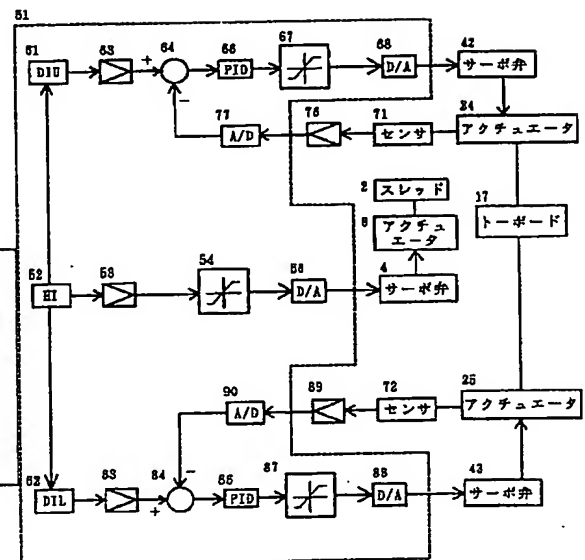 51
61
DIU
63
+
64
−
66
PID
67
68
D/A
42
サーボ弁
77
A/D
76
71
センサ
24
アクチュエータ
2
スレッド
6
アクチュ
エータ
17
トーボード
52
HI
53
54
56
D/A
4
サーボ弁
90
A/D
89
72
センサ
25
アクチュエータ
62
DIL
83
+
84
−
86
PID
87
88
D/A
43
サーボ弁